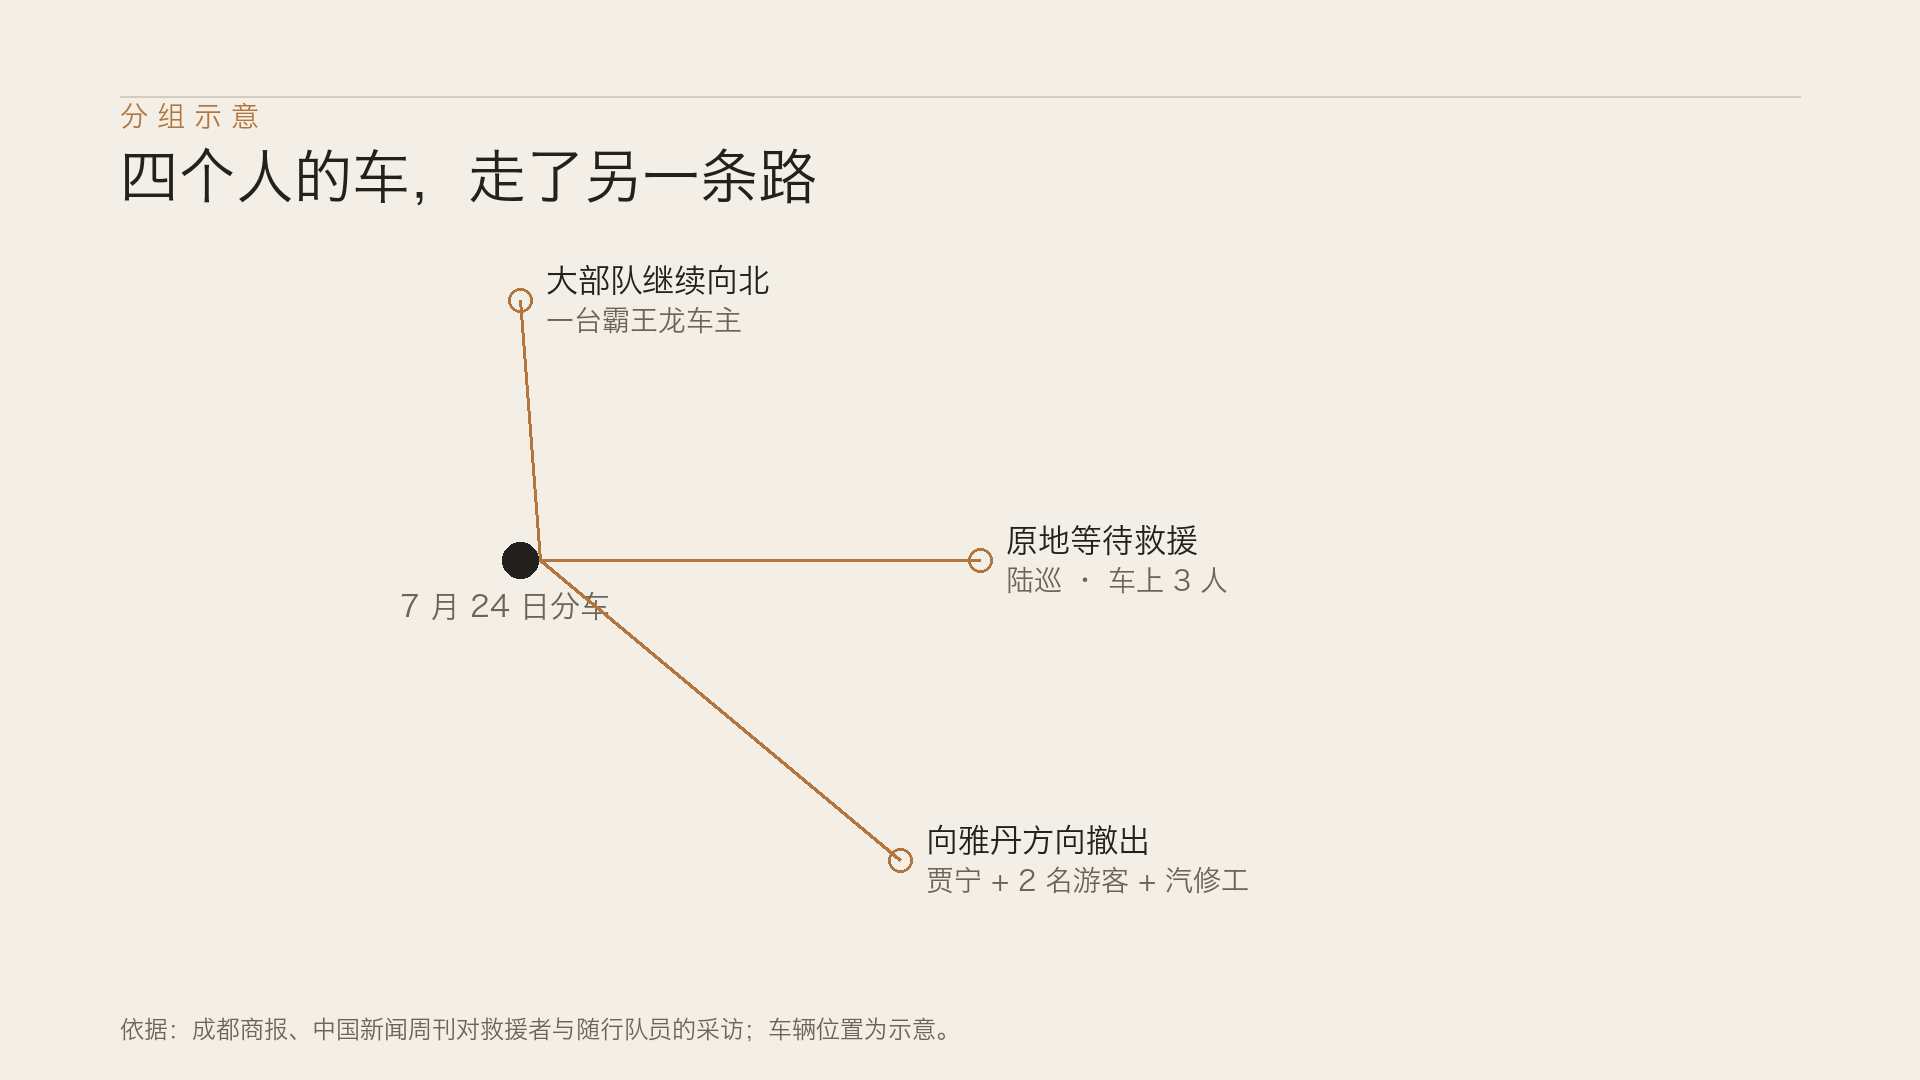 分组示意
四个人的车，走了另一条路
大部队继续向北
一台霸王龙车主
原地等待救援
陆巡 · 车上 3 人
7 月 24 日分车
向雅丹方向撤出
贾宁 + 2 名游客 + 汽修工
依据：成都商报、中国新闻周刊对救援者与随行队员的采访；车辆位置为示意。